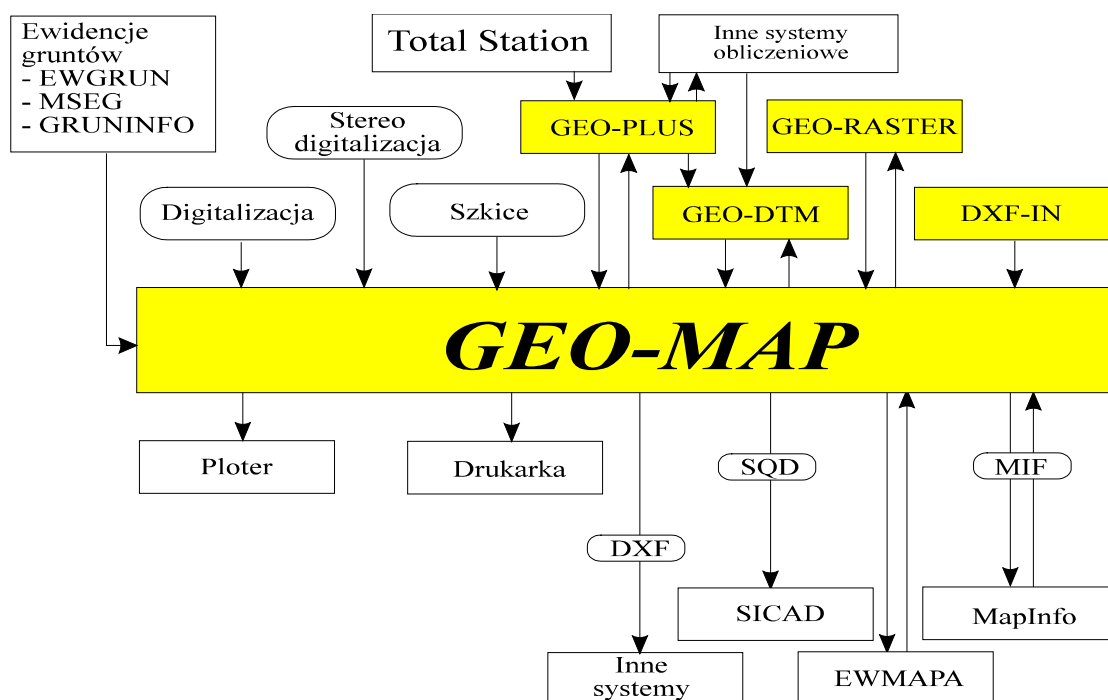 Ewidencje
gruntów
- EWGRUN
- MSEG
- GRUNINFO
Total Station
Inne systemy
obliczeniowe
Stereo
digitalizacja
GEO-PLUS
GEO-RASTER
Digitalizacja
Szkice
GEO-DTM
DXF-IN
GEO-MAP
Ploter
Drukarka
SQD
MIF
DXF
SICAD
MapInfo
Inne
systemy
EWMAPA